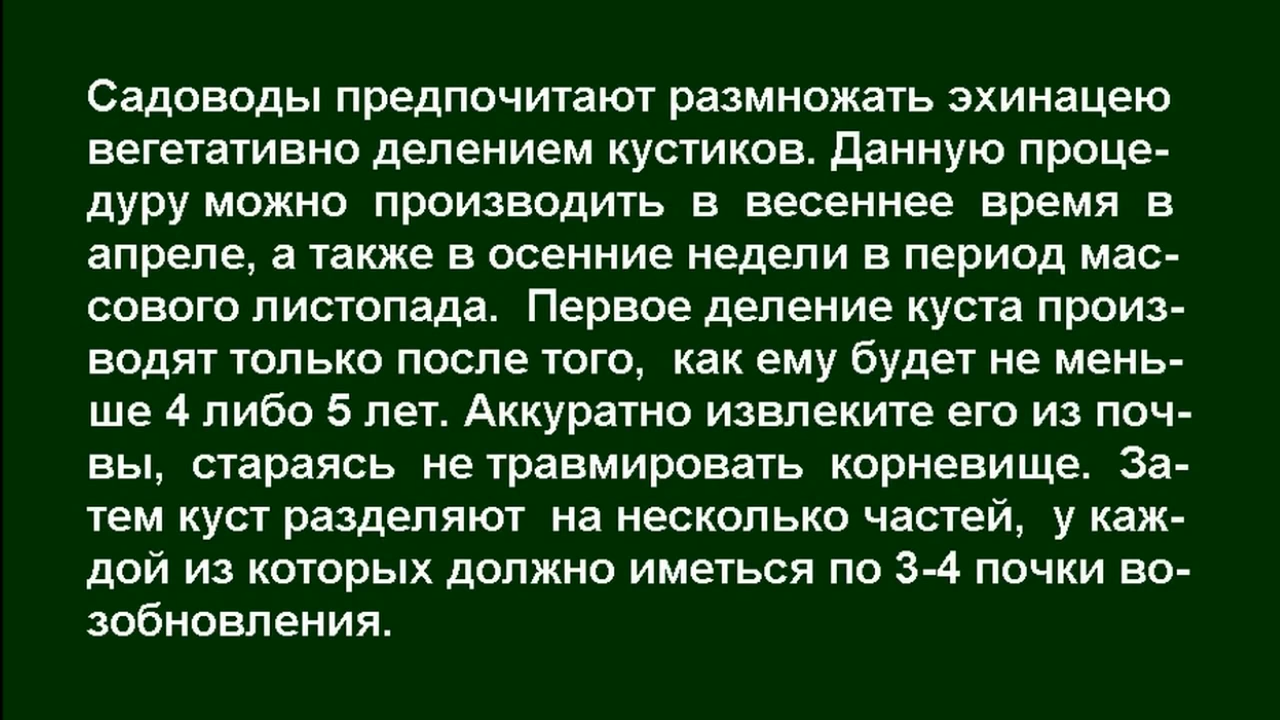 Садоводы предпочитают размножать эхинацею
вегетативно делением кустиков. Данную проце-
дуру можно производить в весеннее время в
апреле, а также в осенние недели в период мас-
сового листопада. Первое деление куста произ-
водят только после того, как ему будет не мень-
ше 4 либо 5 лет. Аккуратно извлеките его из поч-
вы, стараясь не травмировать корневище. За-
тем куст разделяют на несколько частей, у каж-
дой из которых должно иметься по 3-4 почки во-
зобновления.